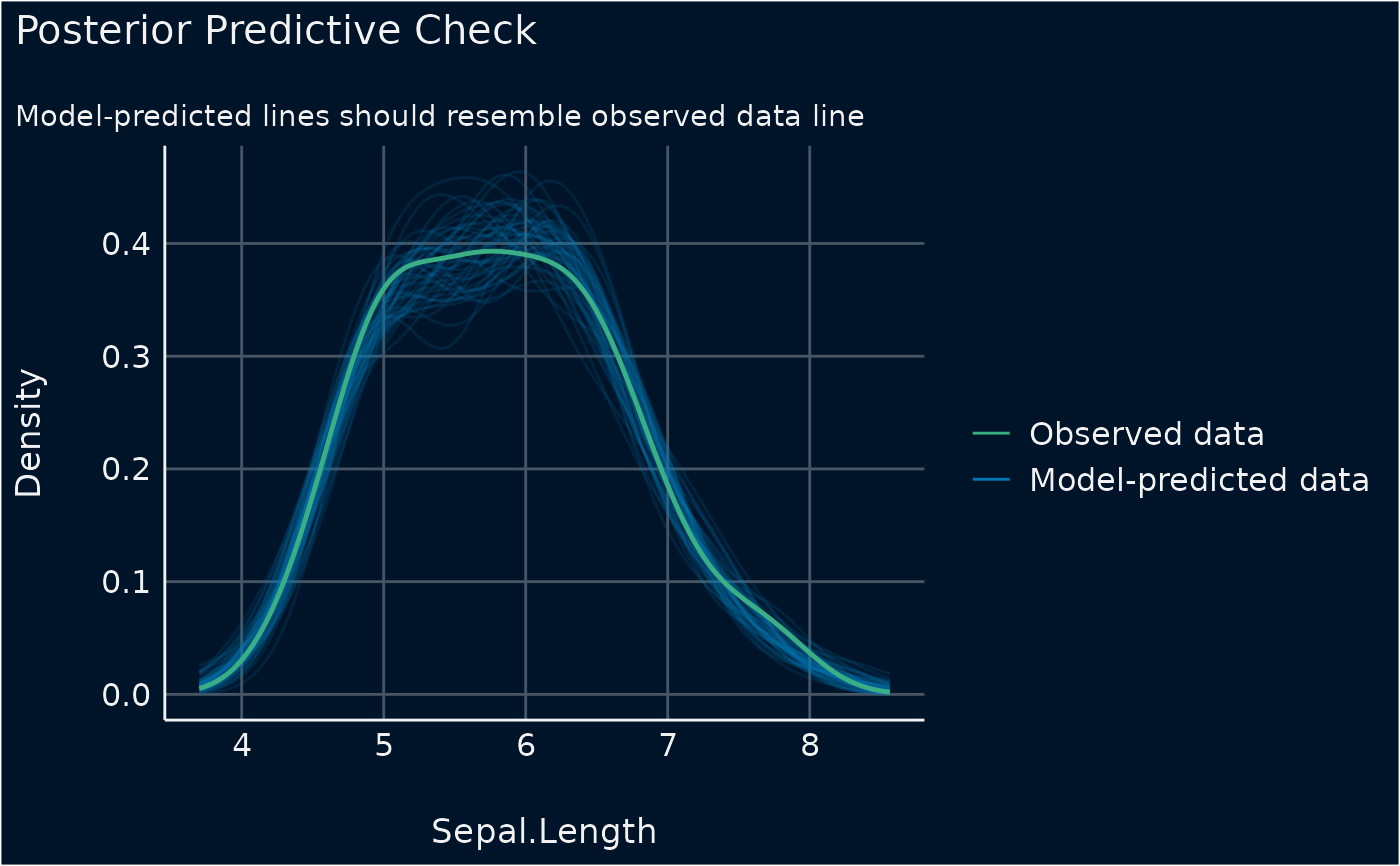 Posterior Predictive Check
Model-predicted lines should resemble observed data line
Density
0.4
0.3
0.2
0.1
0.0
4 5 6 7 8
Sepal.Length
Observed data
Model-predicted data